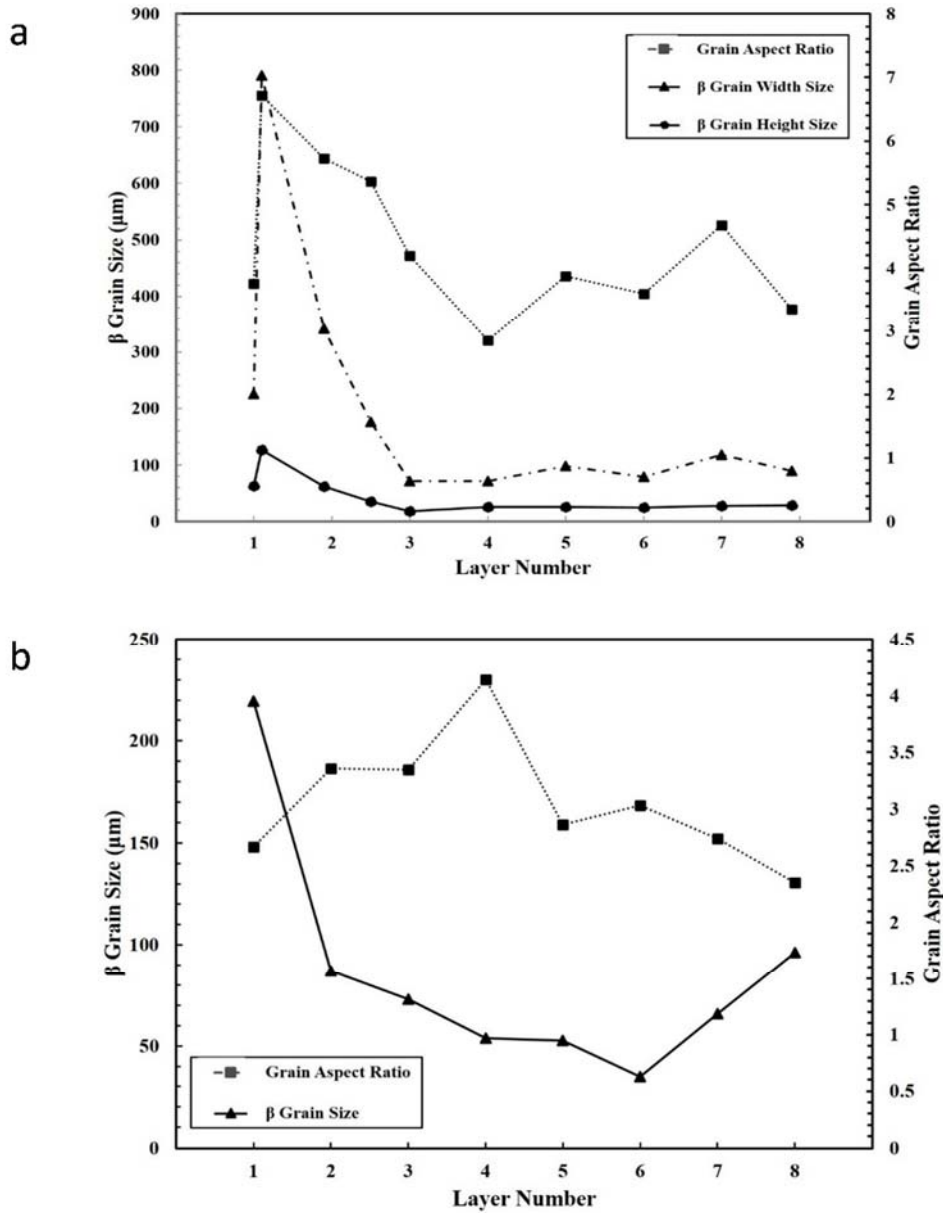 a
900
800
700
600
500
400
300
200
100
0
β Grain Size (µm)
8
7
6
5
4
3
2
1
0
Grain Aspect Ratio
Grain Aspect Ratio
β Grain Width Size
β Grain Height Size
1 2 3 4 5 6 7 8
Layer Number
b
250
200
150
100
50
0
β Grain Size (µm)
4.5
4
3.5
3
2.5
2
1.5
1
0.5
0
Grain Aspect Ratio
Grain Aspect Ratio
β Grain Size
1 2 3 4 5 6 7 8
Layer Number